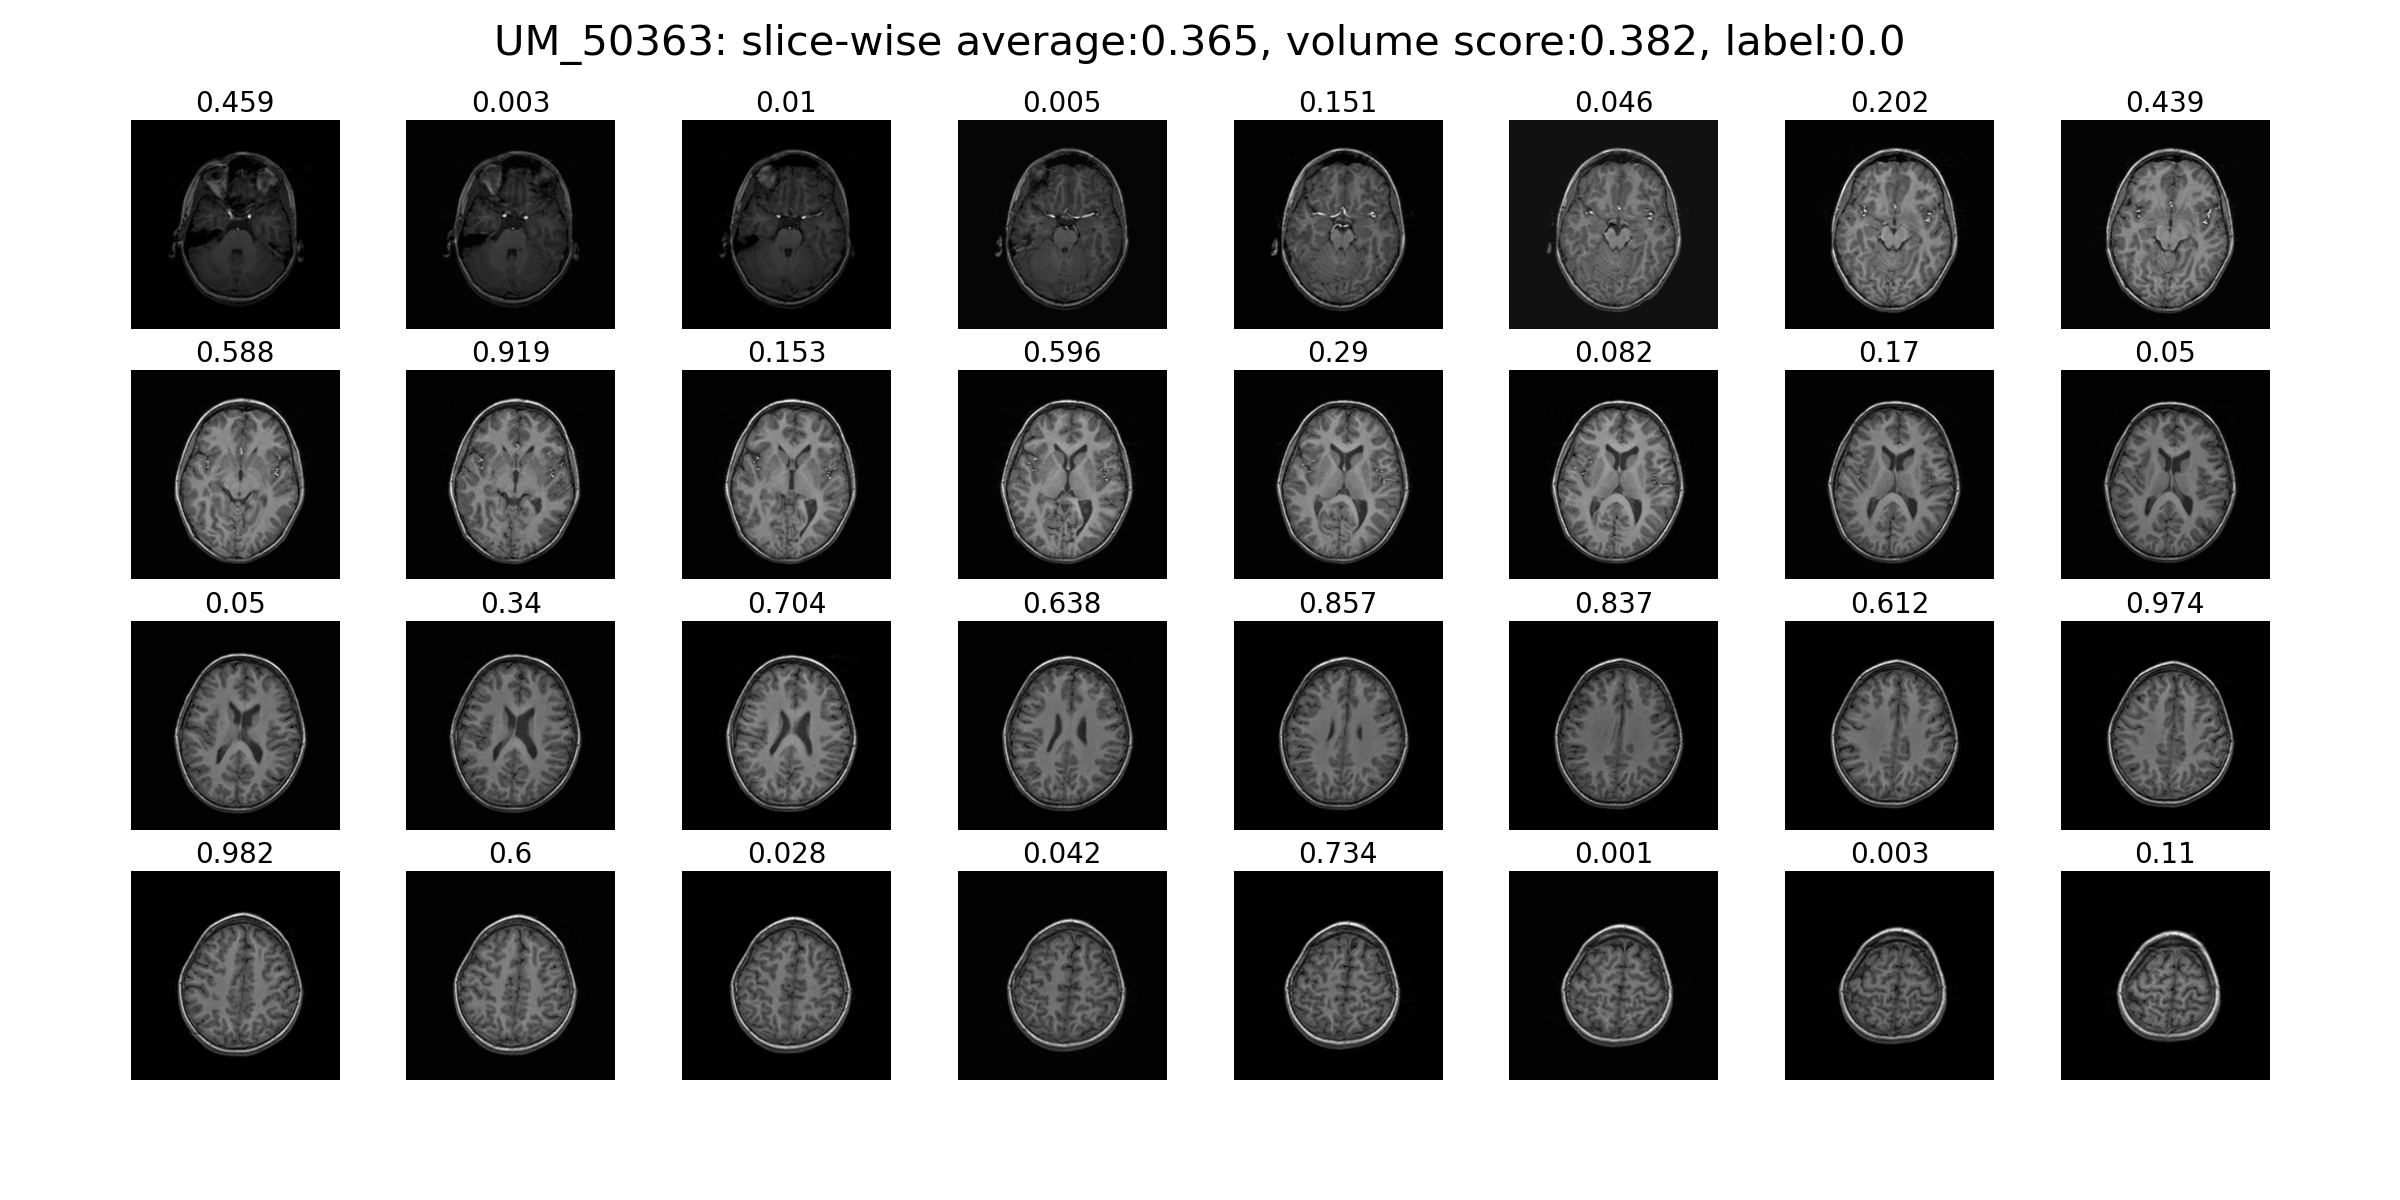 UM_50363: slice-wise average:0.365, volume score:0.382, label:0.0
0.459 0.003 0.01 0.005 0.151 0.046 0.202 0.439
0.588 0.919 0.153 0.596 0.29 0.082 0.17 0.05
0.05 0.34 0.704 0.638 0.857 0.837 0.612 0.974
0.982 0.6 0.028 0.042 0.734 0.001 0.003 0.11